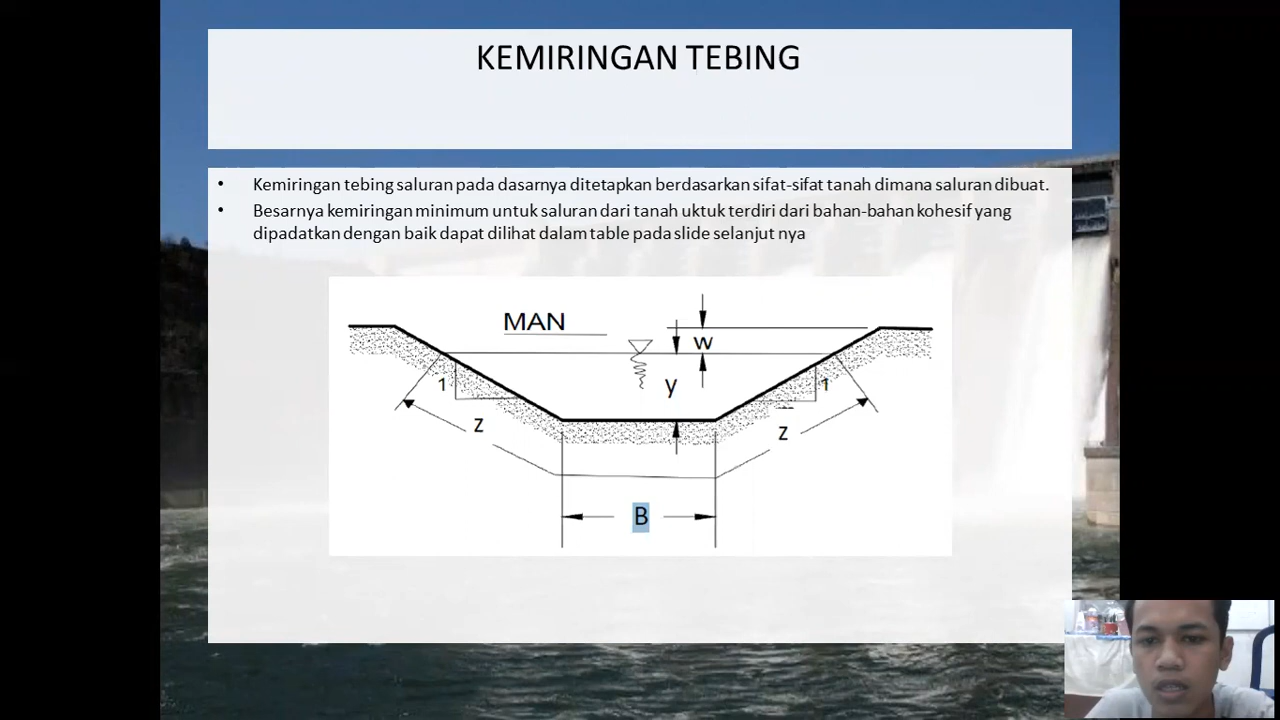 KEMIRINGAN TEBING
• Kemiringan tebing saluran pada dasarnya ditetapkan berdasarkan sifat-sifat tanah dimana saluran dibuat.
• Besarnya kemiringan minimum untuk saluran dari tanah uktuk terdiri dari bahan-bahan kohesif yang
dipadatkan dengan baik dapat dilihat dalam table pada slide selanjut nya
MAN
w
1
y
1
z
z
B